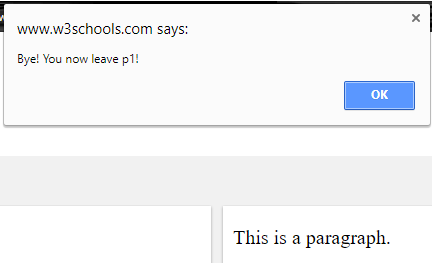 www.w3schools.com says:
Bye! You now leave p1!
OK
This is a paragraph.